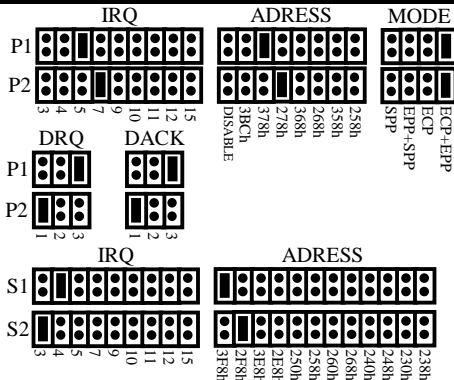 IRQ ADRESS MODE
P1
P2
3 4 5 7 9 10 11 12 15
DISABLE 3BCh 378h 278h 368h 268h 358h 258h
SPP EPP+SPP ECP ECP+EPP
DRQ DACK
P1
P2
1 2 3
1 2 3
IRQ ADRESS
S1
S2
3 4 5 7 9 10 11 12 15
3F8h 2F8h 3E8h 2E8h 250h 258h 260h 268h 240h 248h 230h 238h